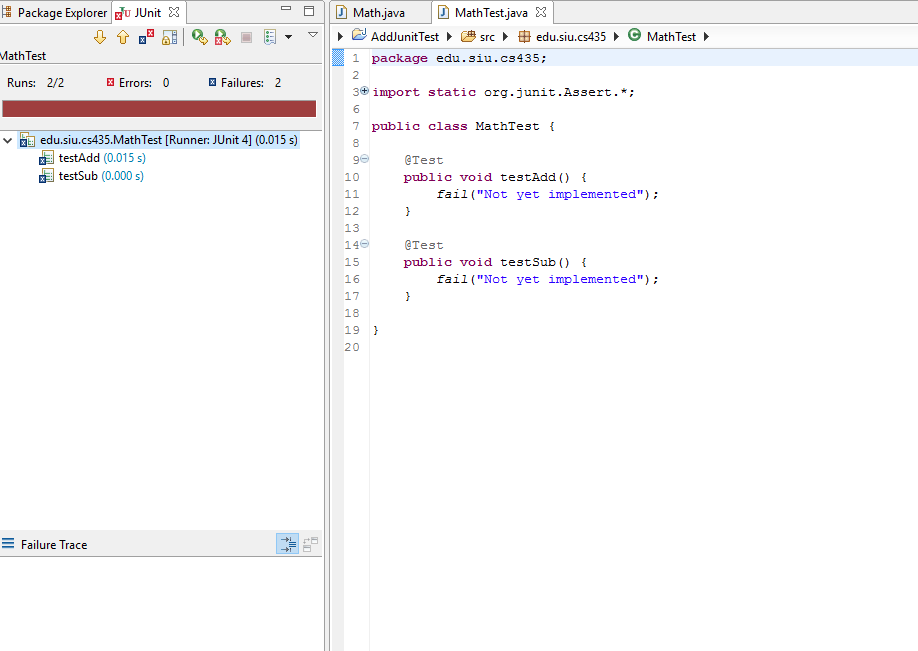 Package Explorer JUnit
MathTest
Runs: 2/2 Errors: 0 Failures: 2
edu.siu.cs435.MathTest [Runner: JUnit 4] (0.015 s)
testAdd (0.015 s)
testSub (0.000 s)
Failure Trace
Math.java MathTest.java
AddJunitTest src edu.siu.cs435 MathTest
1 package edu.siu.cs435;
2
3 import static org.junit.Assert.*;
6
7 public class MathTest {
8
9 @Test
10 public void testAdd() {
11 fail("Not yet implemented");
12 }
13
14 @Test
15 public void testSub() {
16 fail("Not yet implemented");
17 }
18
19 }
20